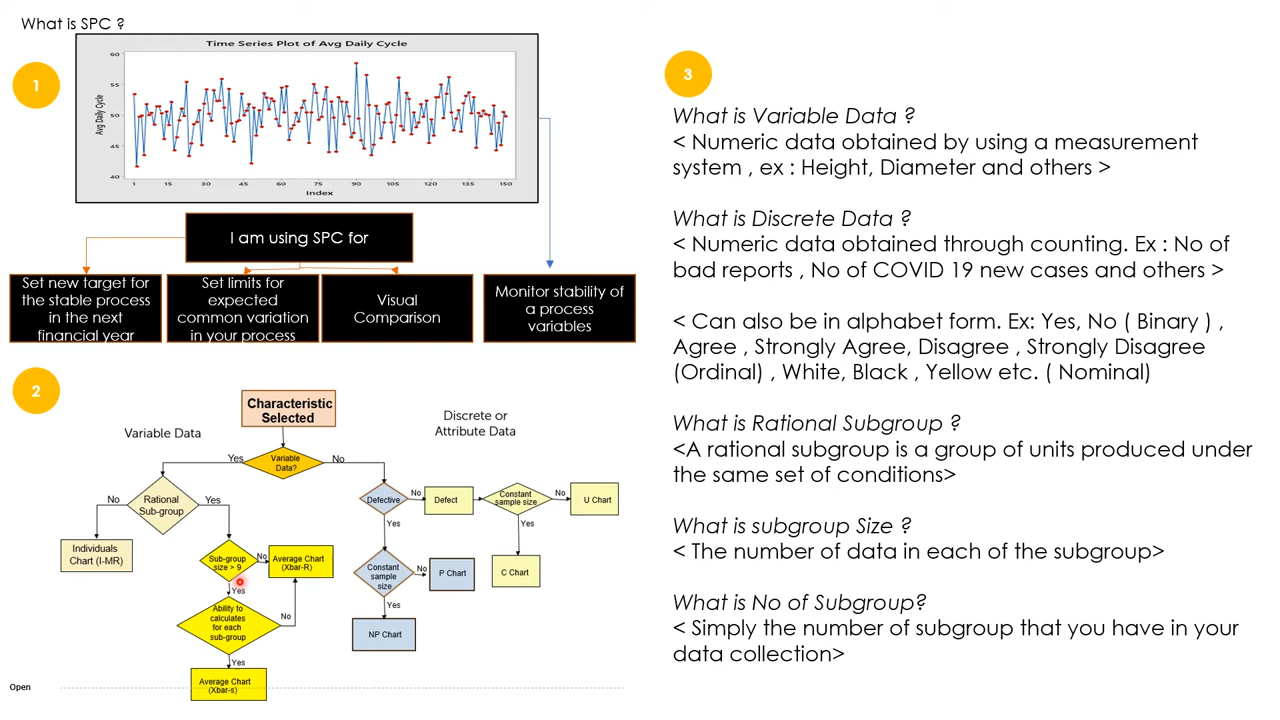 What is SPC ?
1
Time Series Plot of Avg Daily Cycle
60
55
50
45
40
Avg Daily Cycle
1 15 30 45 60 75 90 105 120 135 150
Index
I am using SPC for
Set new target for
the stable process
in the next
financial year
Set limits for
expected
common variation
in your process
Visual
Comparison
Monitor stability of
a process
variables
2
Characteristic
Selected
Variable Data
Discrete or
Attribute Data
Variable
Data?
Yes
No
Rational
Sub-group
No
Yes
Individuals
Chart (I-MR)
Sub-group
size > 9
No
Average Chart
(Xbar-R)
Yes
Ability to
calculates
for each
sub-group
No
Yes
Average Chart
(Xbar-s)
Defective
No
Defect
Constant
sample size
No
U Chart
Yes
Yes
C Chart
Constant
sample
size
No
P Chart
Yes
NP Chart
Open
3
What is Variable Data ?
< Numeric data obtained by using a measurement
system , ex : Height, Diameter and others >
What is Discrete Data ?
< Numeric data obtained through counting. Ex : No of
bad reports , No of COVID 19 new cases and others >
< Can also be in alphabet form. Ex: Yes, No ( Binary ) ,
Agree , Strongly Agree, Disagree , Strongly Disagree
(Ordinal) , White, Black , Yellow etc. ( Nominal)
What is Rational Subgroup ?
<A rational subgroup is a group of units produced under
the same set of conditions>
What is subgroup Size ?
< The number of data in each of the subgroup>
What is No of Subgroup?
< Simply the number of subgroup that you have in your
data collection>